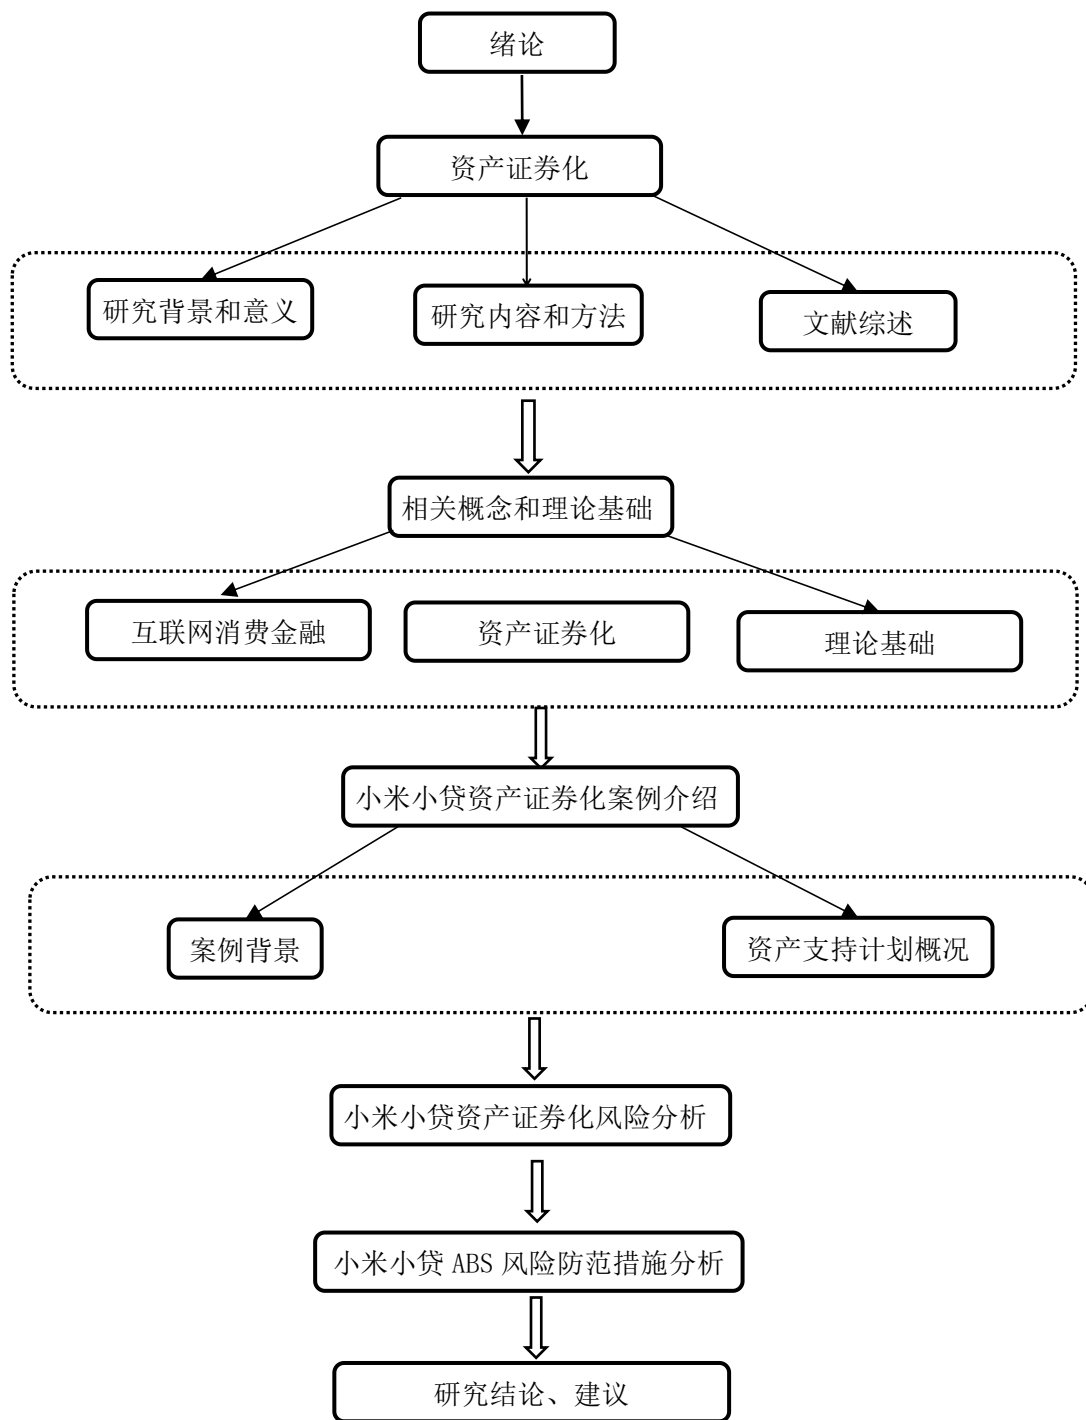 绪论
资产证券化
研究背景和意义
研究内容和方法
文献综述
相关概念和理论基础
互联网消费金融
资产证券化
理论基础
小米小贷资产证券化案例介绍
案例背景
资产支持计划概况
小米小贷资产证券化风险分析
小米小贷 ABS 风险防范措施分析
研究结论、建议